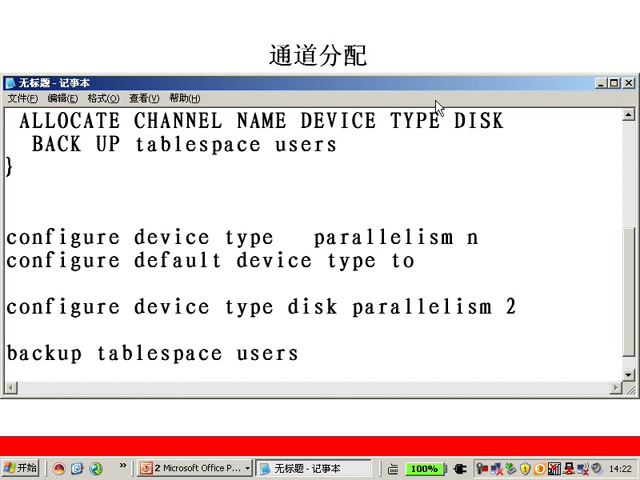 通道分配
无标题 - 记事本
文件(F) 编辑(E) 格式(O) 查看(V) 帮助(H)
ALLOCATE CHANNEL NAME DEVICE TYPE DISK
BACK UP tablespace users
}
configure device type parallelism n
configure default device type to
configure device type disk parallelism 2
backup tablespace users
开始 » 2 Microsoft Office P... 无标题 - 记事本 100% 14:22